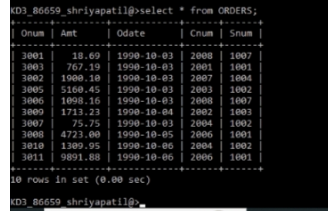 KD3_86659_shriyapatil@>select * from ORDERS;
+------+---------+------------+------+------+
| Onum | Amt | Odate | Cnum | Snum |
+------+---------+------------+------+------+
| 3001 | 18.69 | 1990-10-03 | 2008 | 1007 |
| 3003 | 767.19 | 1990-10-03 | 2001 | 1001 |
| 3002 | 1900.10 | 1990-10-03 | 2007 | 1004 |
| 3005 | 5160.45 | 1990-10-03 | 2003 | 1002 |
| 3006 | 1098.16 | 1990-10-03 | 2008 | 1007 |
| 3009 | 1713.23 | 1990-10-04 | 2002 | 1003 |
| 3007 | 75.75 | 1990-10-03 | 2004 | 1002 |
| 3008 | 4723.00 | 1990-10-05 | 2006 | 1001 |
| 3010 | 1309.95 | 1990-10-06 | 2004 | 1002 |
| 3011 | 9891.88 | 1990-10-06 | 2006 | 1001 |
+------+---------+------------+------+------+
10 rows in set (0.00 sec)
KD3_86659_shriyapatil@>_